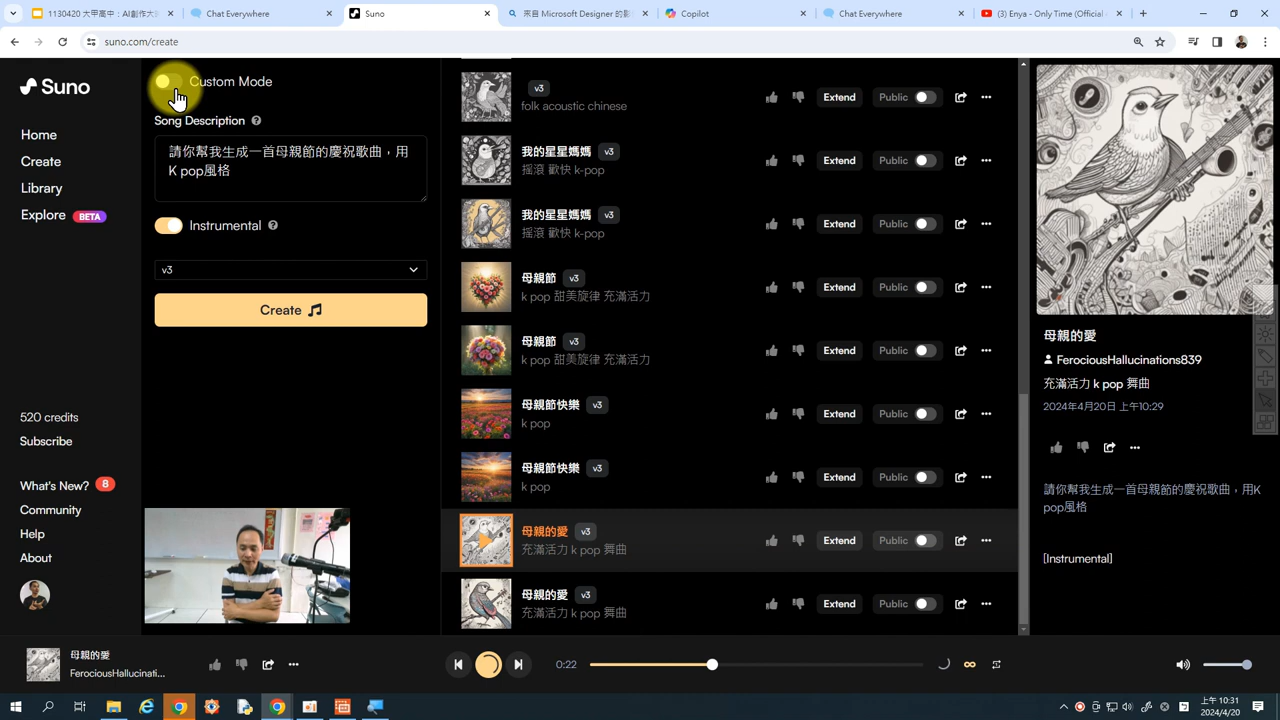 1130420 大甲高中：AI創作大
Chat Everywhere
Suno
來自 Microsoft Designer 的影
Copilot
Chat Everywhere
(3) Enya - Only Time (Official
suno.com/create
Suno
Home
Create
Library
Explore
BETA
520 credits
Subscribe
What's New?
8
Community
Help
About
Custom Mode
Song Description
請你幫我生成一首母親節的慶祝歌曲，用
K pop風格
Instrumental
v3
Create
v3
folk acoustic chinese
Extend
Public
我的星星媽媽 v3
搖滾 歡快 k-pop
Extend
Public
我的星星媽媽 v3
搖滾 歡快 k-pop
Extend
Public
母親節 v3
k pop 甜美旋律 充滿活力
Extend
Public
母親節 v3
k pop 甜美旋律 充滿活力
Extend
Public
母親節快樂 v3
k pop
Extend
Public
母親節快樂 v3
k pop
Extend
Public
母親的愛 v3
充滿活力 k pop 舞曲
Extend
Public
母親的愛 v3
充滿活力 k pop 舞曲
Extend
Public
母親的愛
FerociousHallucinations839
充滿活力 k pop 舞曲
2024年4月20日 上午10:29
請你幫我生成一首母親節的慶祝歌曲，用K
pop風格
[Instrumental]
母親的愛
FerociousHallucinati...
0:22
上午 10:31
2024/4/20